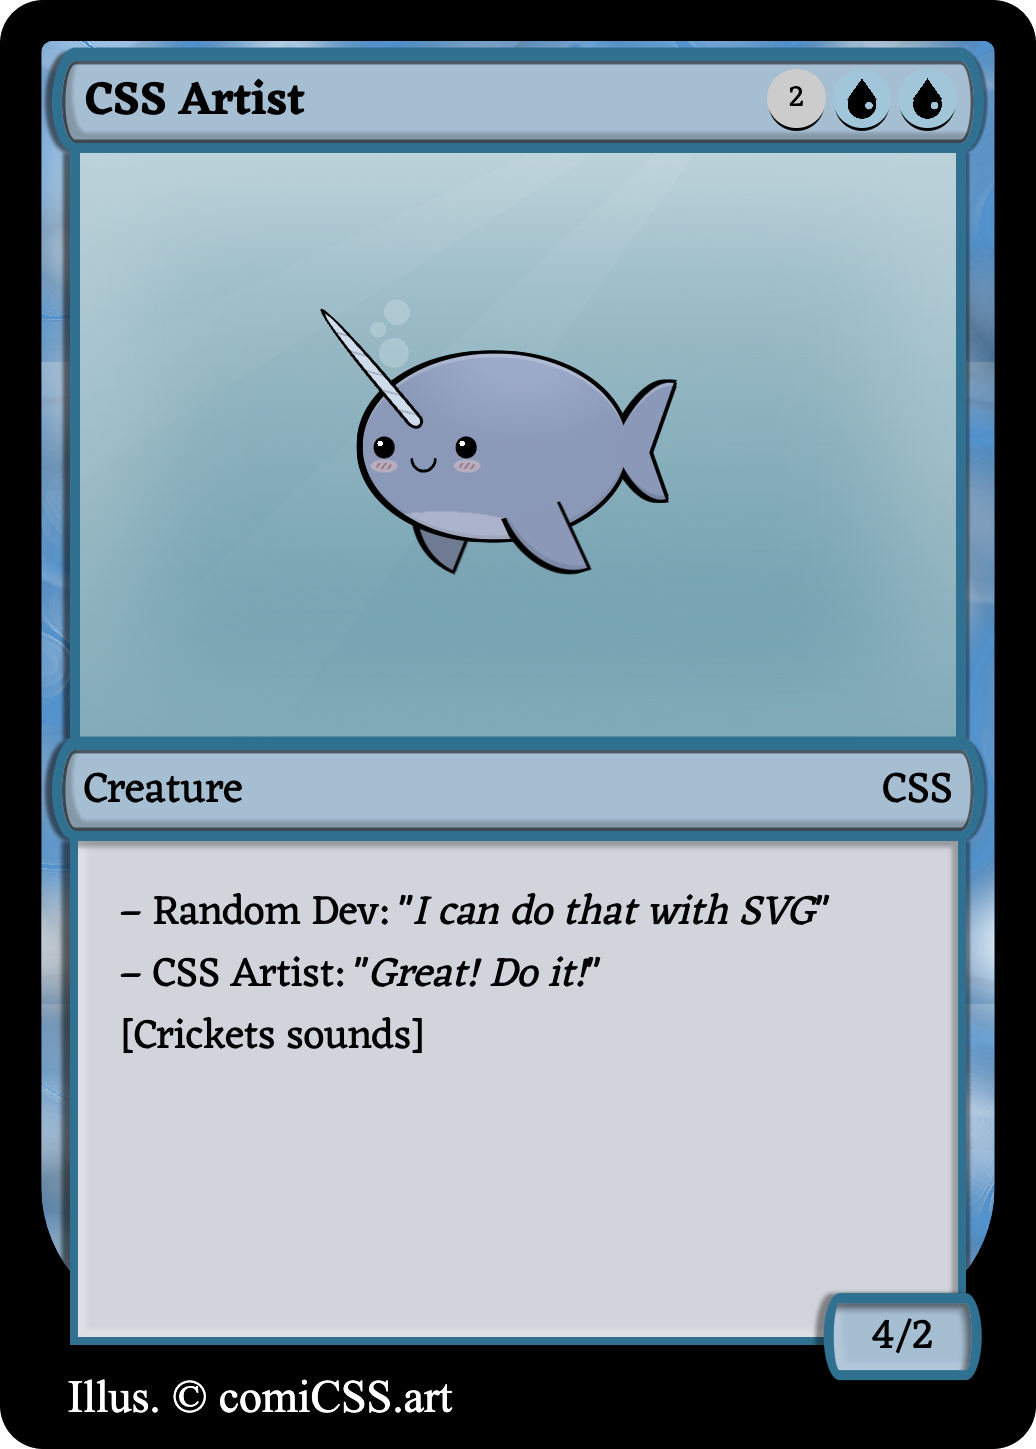 CSS Artist 2
Creature CSS
– Random Dev: "I can do that with SVG"
– CSS Artist: "Great! Do it!"
[Crickets sounds]
4/2
Illus. © comiCSS.art